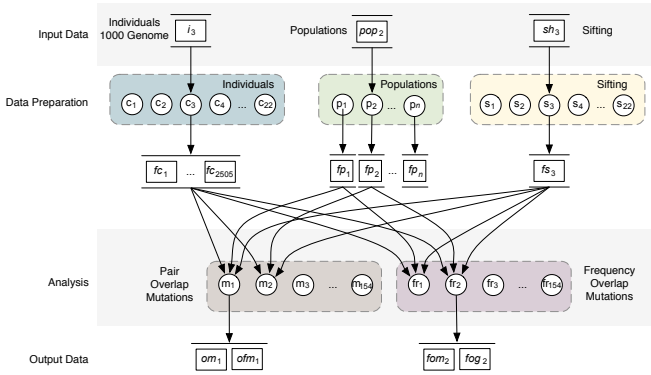 Input Data
Individuals
1000 Genome
i3
Populations
pop2
sh3
Sifting
Data Preparation
Individuals
c1 c2 c3 c4 ... c22
Populations
p1 p2 ... pn
Sifting
s1 s2 s3 s4 ... s22
fc1 ... fc2505
fp1 fp2 ... fpn
fs3
Analysis
Pair
Overlap
Mutations
m1 m2 m3 ... m154
fr1 fr2 fr3 ... fr154
Frequency
Overlap
Mutations
Output Data
om1 ofm1
fom2 fog2